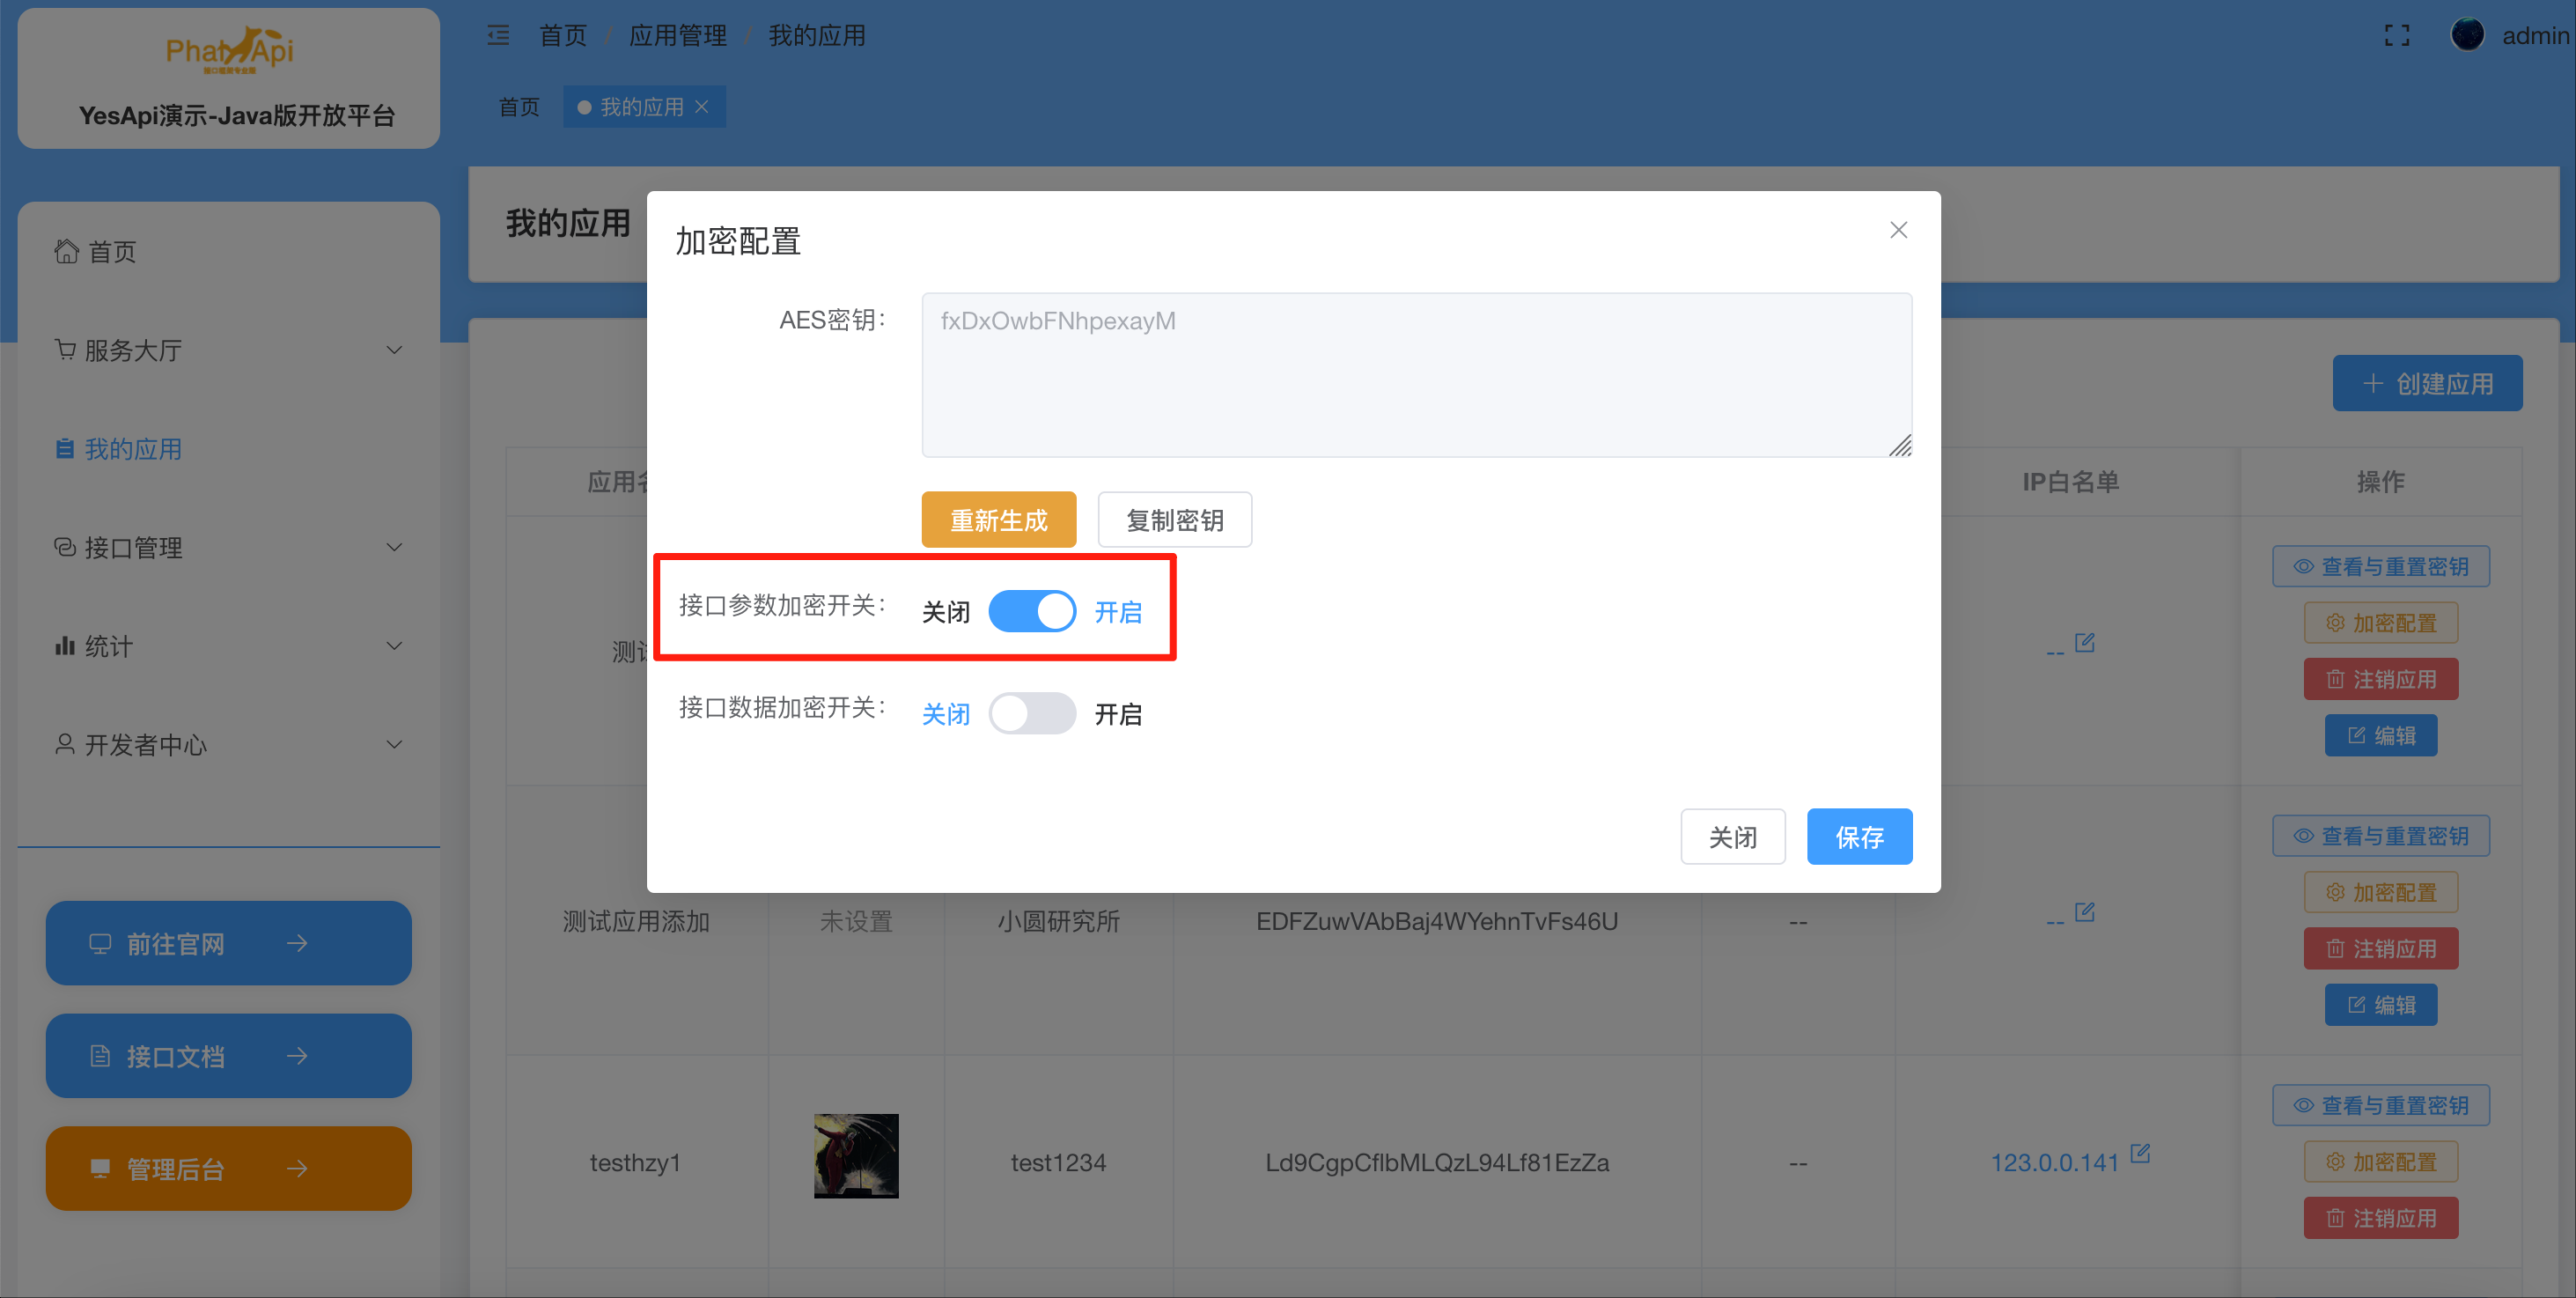 PhalApi
接口框架专业版
YesApi演示-Java版开放平台
首页 / 应用管理 / 我的应用
admin
首页
我的应用
首页
服务大厅
我的应用
接口管理
统计
开发者中心
前往官网
接口文档
管理后台
我的应用
创建应用
加密配置
AES密钥：
fxDxOwbFNhpexayM
重新生成
复制密钥
接口参数加密开关：
关闭
开启
接口数据加密开关：
关闭
开启
关闭
保存
应用名
IP白名单
操作
测试
--
查看与重置密钥
加密配置
注销应用
编辑
测试应用添加
未设置
小圆研究所
EDFZuwVAbBaj4WYehnTvFs46U
--
--
查看与重置密钥
加密配置
注销应用
编辑
testhzy1
test1234
Ld9CgpCflbMLQzL94Lf81EzZa
--
123.0.0.141
查看与重置密钥
加密配置
注销应用